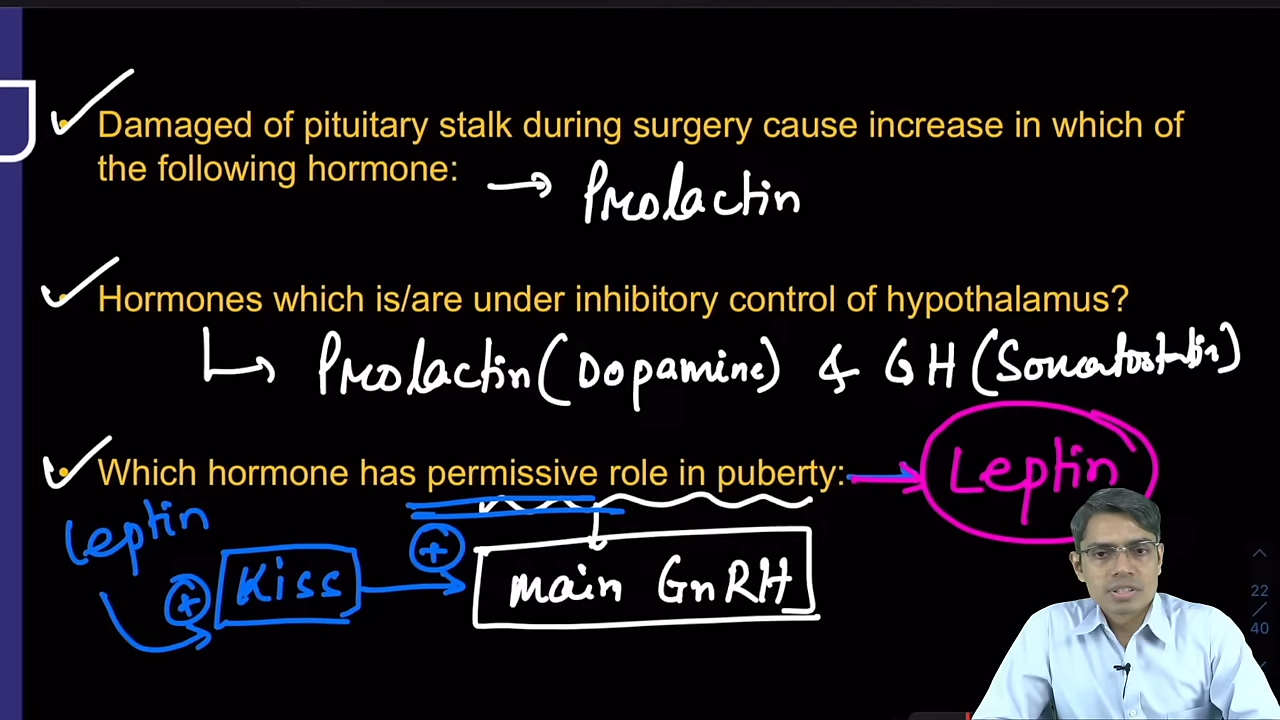 Damaged of pituitary stalk during surgery cause increase in which of
the following hormone: → Prolactin
Hormones which is/are under inhibitory control of hypothalamus?
Prolactin (Dopamine) & GH (Somatostatin)
Which hormone has permissive role in puberty: → Leptin
Leptin
+ Kiss + main GnRH
22
/
40